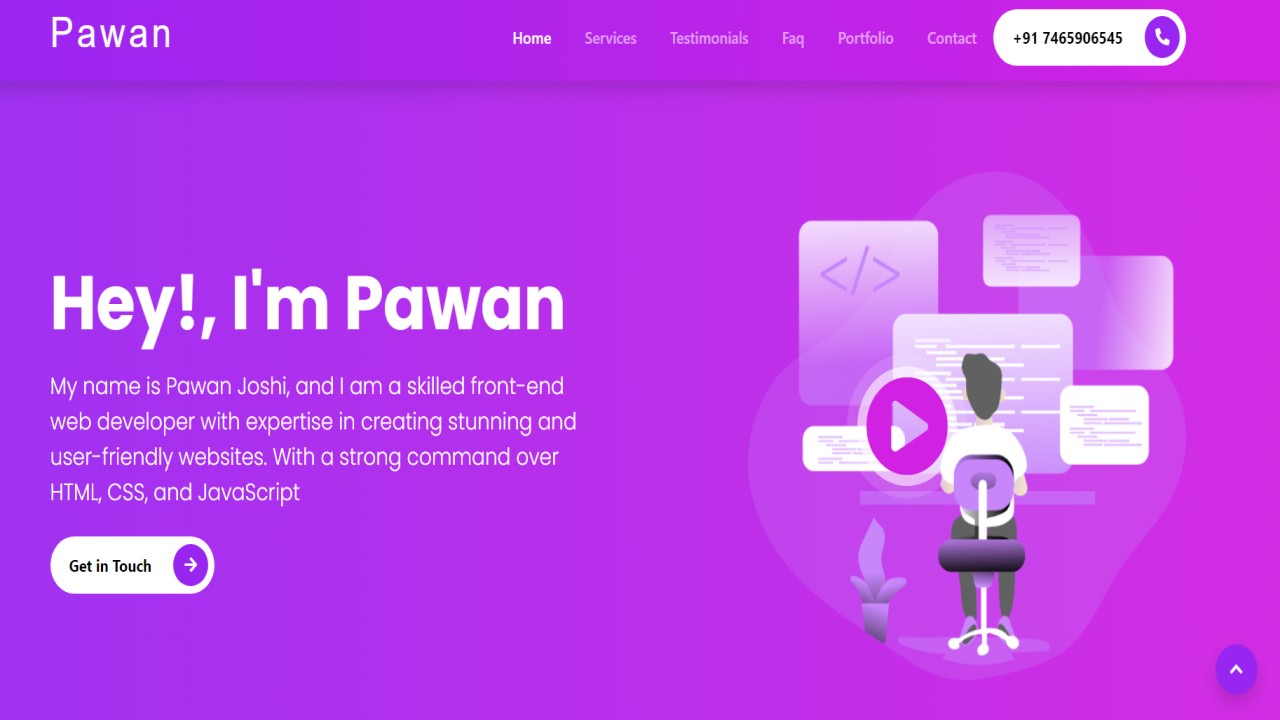 Pawan
Home Services Testimonials Faq Portfolio Contact +91 7465906545
Hey!, I'm Pawan
My name is Pawan Joshi, and I am a skilled front-end
web developer with expertise in creating stunning and
user-friendly websites. With a strong command over
HTML, CSS, and JavaScript
Get in Touch
</>